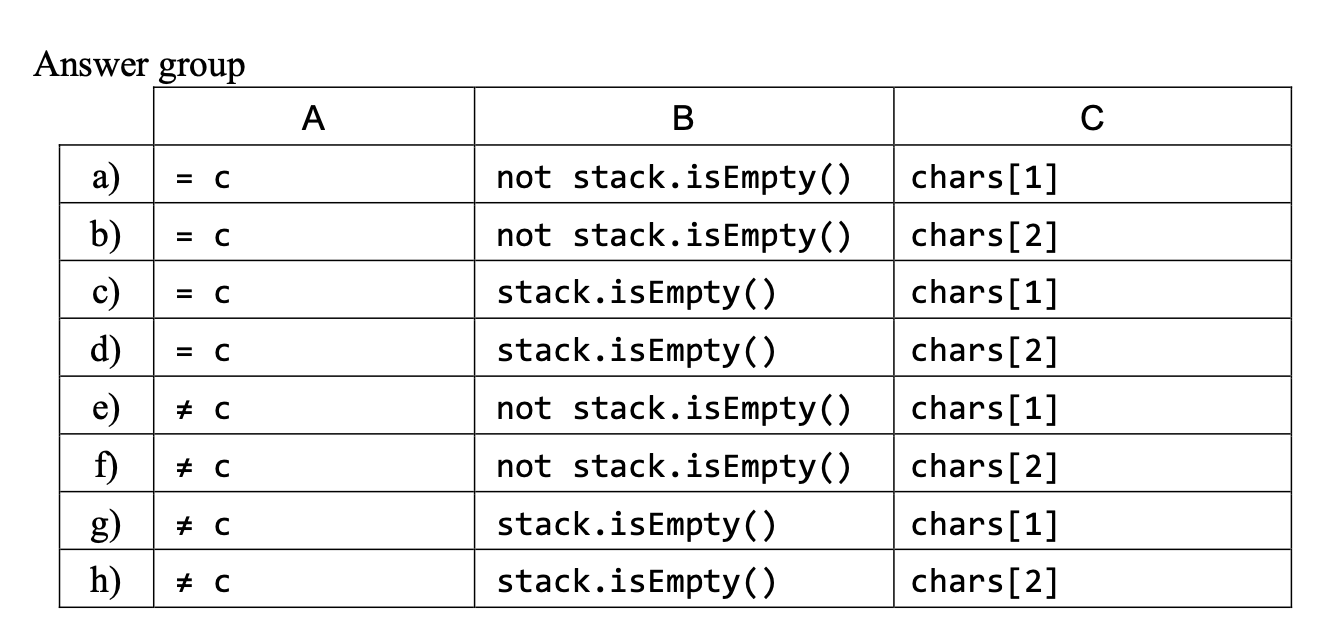 Answer group
A B C
a) = c not stack.isEmpty() chars[1]
b) = c not stack.isEmpty() chars[2]
c) = c stack.isEmpty() chars[1]
d) = c stack.isEmpty() chars[2]
e) ≠ c not stack.isEmpty() chars[1]
f) ≠ c not stack.isEmpty() chars[2]
g) ≠ c stack.isEmpty() chars[1]
h) ≠ c stack.isEmpty() chars[2]